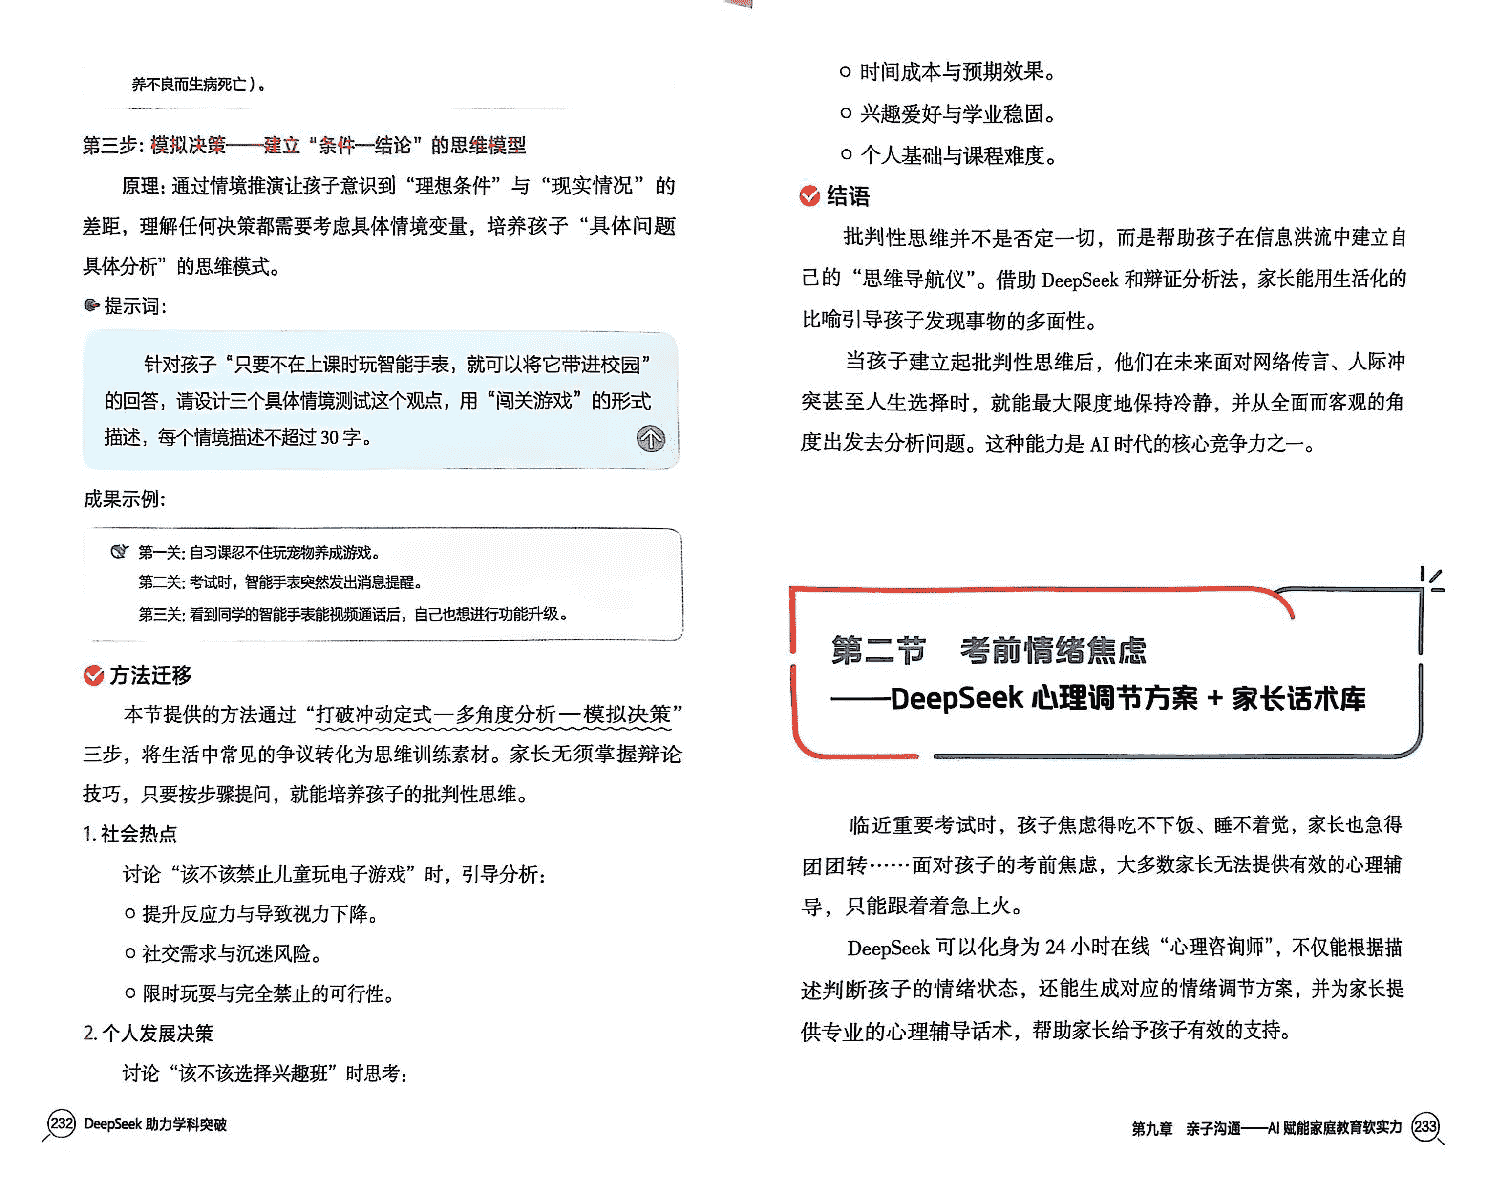 养不良而生病死亡）。
第三步：模拟决策——建立“条件—结论”的思维模型
原理：通过情境推演让孩子意识到“理想条件”与“现实情况”的
差距，理解任何决策都需要考虑具体情境变量，培养孩子“具体问题
具体分析”的思维模式。
提示词：
针对孩子“只要不在上课时玩智能手表，就可以将它带进校园”
的回答，请设计三个具体情境测试这个观点，用“闯关游戏”的形式
描述，每个情境描述不超过 30 字。
成果示例：
第一关：自习课忍不住玩宠物养成游戏。
第二关：考试时，智能手表突然发出消息提醒。
第三关：看到同学的智能手表能视频通话后，自己也想进行功能升级。
方法迁移
本节提供的方法通过“打破冲动定式—多角度分析—模拟决策”
三步，将生活中常见的争议转化为思维训练素材。家长无须掌握辩论
技巧，只要按步骤提问，就能培养孩子的批判性思维。
1. 社会热点
讨论“该不该禁止儿童玩电子游戏”时，引导分析：
○ 提升反应力与导致视力下降。
○ 社交需求与沉迷风险。
○ 限时玩耍与完全禁止的可行性。
2. 个人发展决策
讨论“该不该选择兴趣班”时思考：
232 DeepSeek 助力学科突破
○ 时间成本与预期效果。
○ 兴趣爱好与学业稳固。
○ 个人基础与课程难度。
结语
批判性思维并不是否定一切，而是帮助孩子在信息洪流中建立自
己的“思维导航仪”。借助 DeepSeek 和辩证分析法，家长能用生活化的
比喻引导孩子发现事物的多面性。
当孩子建立起批判性思维后，他们在未来面对网络传言、人际冲
突甚至人生选择时，就能最大限度地保持冷静，并从全面而客观的角
度出发去分析问题。这种能力是 AI 时代的核心竞争力之一。
第二节 考前情绪焦虑
——DeepSeek 心理调节方案 + 家长话术库
临近重要考试时，孩子焦虑得吃不下饭、睡不着觉，家长也急得
团团转……面对孩子的考前焦虑，大多数家长无法提供有效的心理辅
导，只能跟着着急上火。
DeepSeek 可以化身为 24 小时在线“心理咨询师”，不仅能根据描
述判断孩子的情绪状态，还能生成对应的情绪调节方案，并为家长提
供专业的心理辅导话术，帮助家长给予孩子有效的支持。
第九章 亲子沟通——AI 赋能家庭教育软实力 233